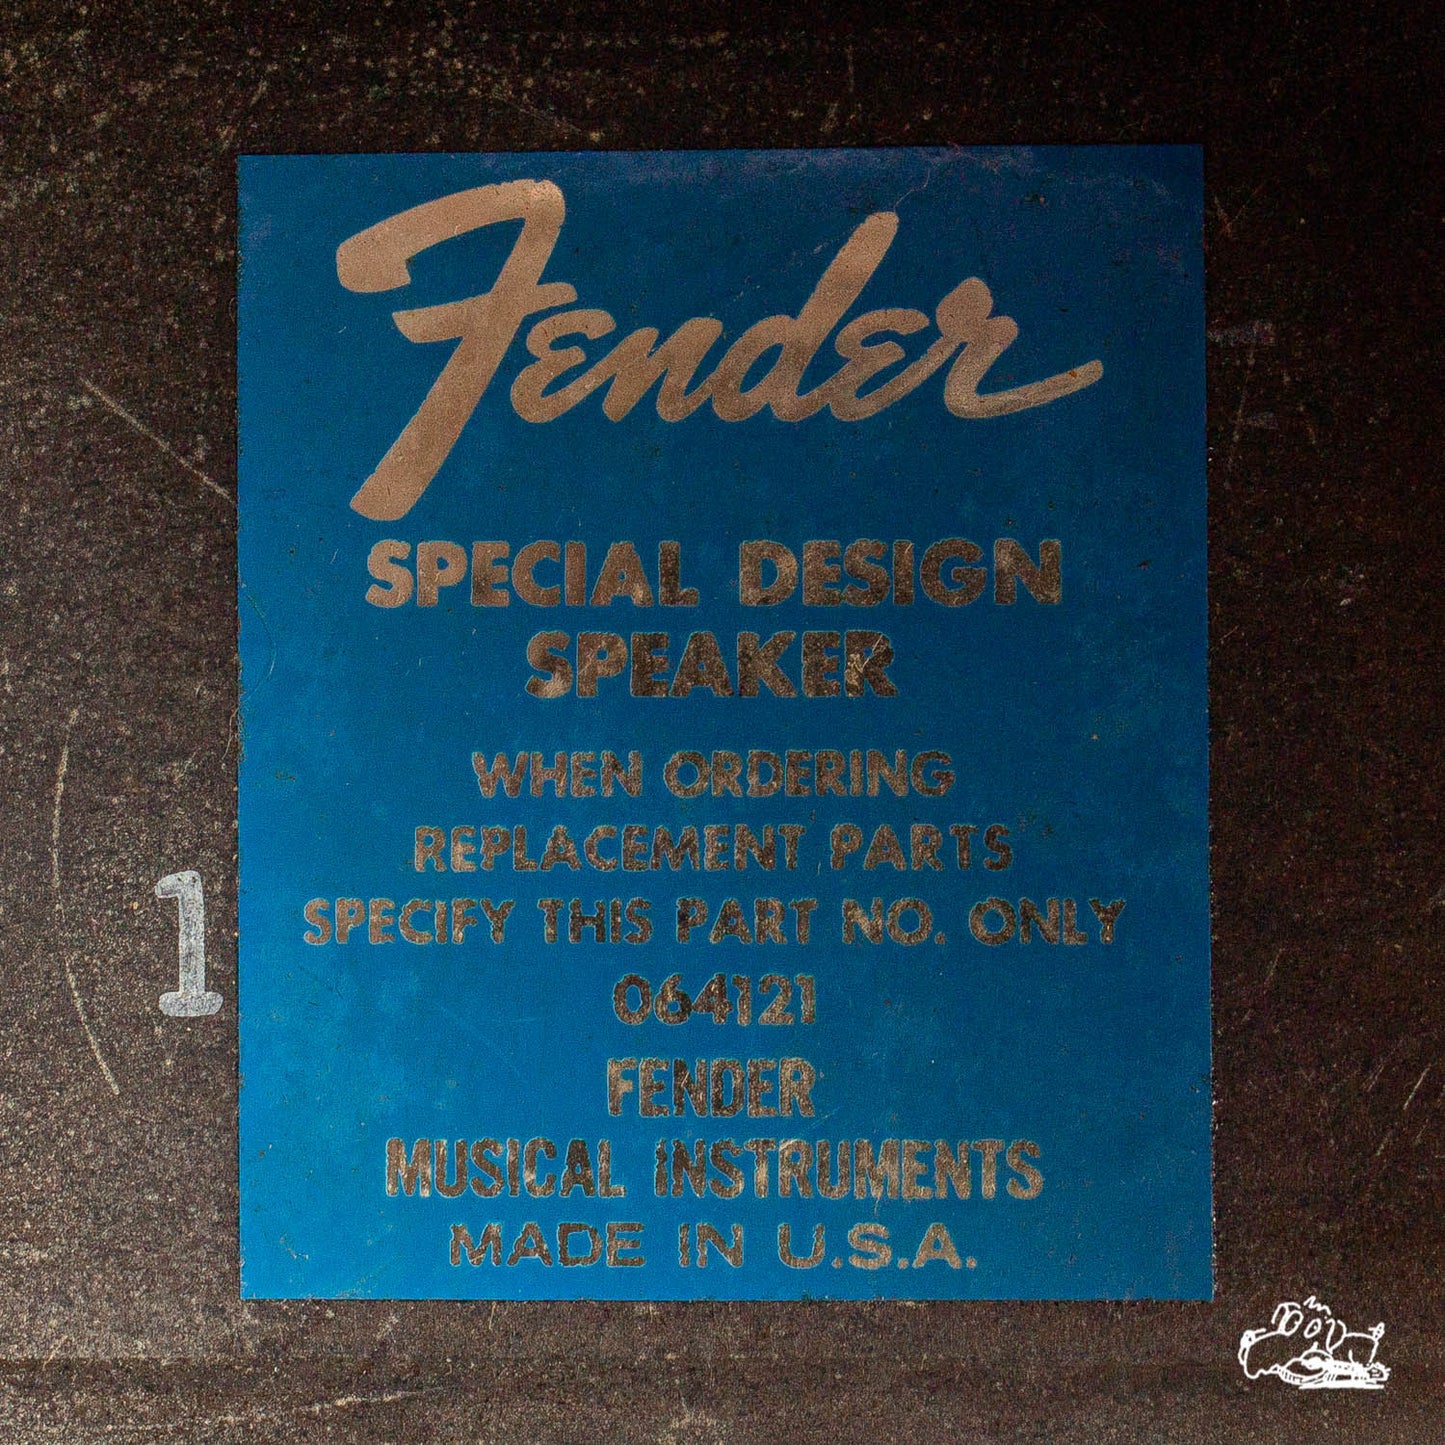 Fender
SPECIAL DESIGN
SPEAKER
WHEN ORDERING
REPLACEMENT PARTS
SPECIFY THIS PART NO. ONLY
064121
FENDER
MUSICAL INSTRUMENTS
MADE IN U.S.A.
1